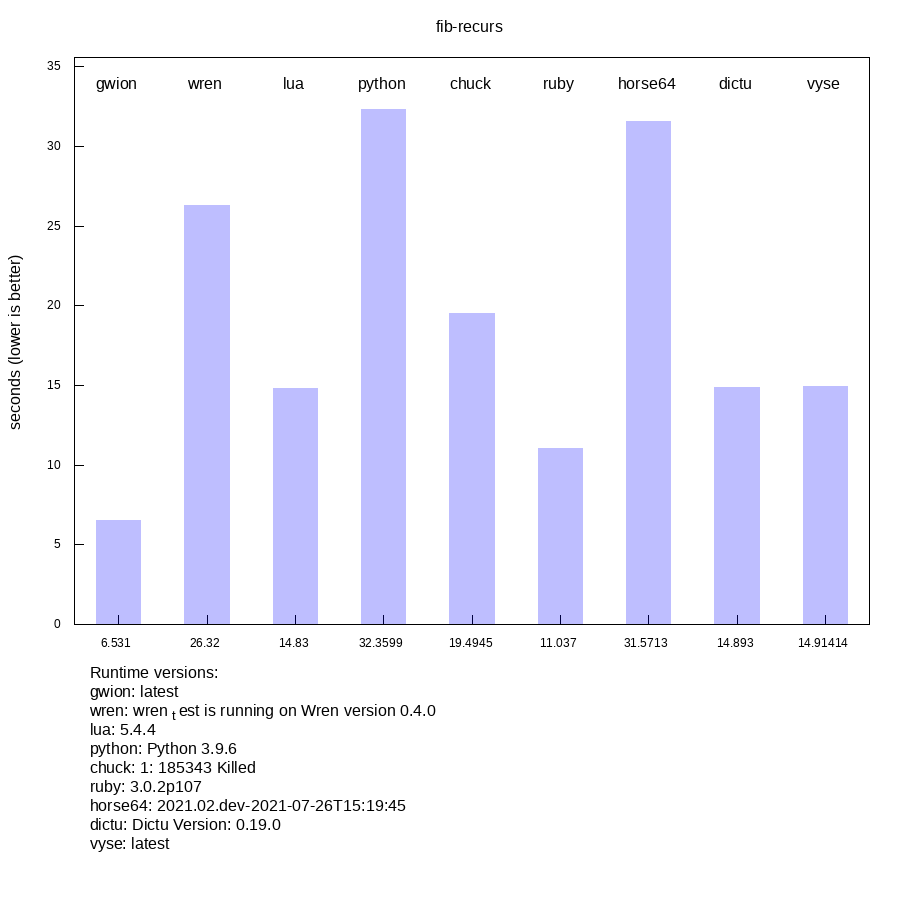 fib-recurs
35
gwion wren lua python chuck ruby horse64 dictu vyse
30
25
20
15
10
5
0
seconds (lower is better)
6.531 26.32 14.83 32.3599 19.4945 11.037 31.5713 14.893 14.91414
Runtime versions:
gwion: latest
wren: wren t est is running on Wren version 0.4.0
lua: 5.4.4
python: Python 3.9.6
chuck: 1: 185343 Killed
ruby: 3.0.2p107
horse64: 2021.02.dev-2021-07-26T15:19:45
dictu: Dictu Version: 0.19.0
vyse: latest